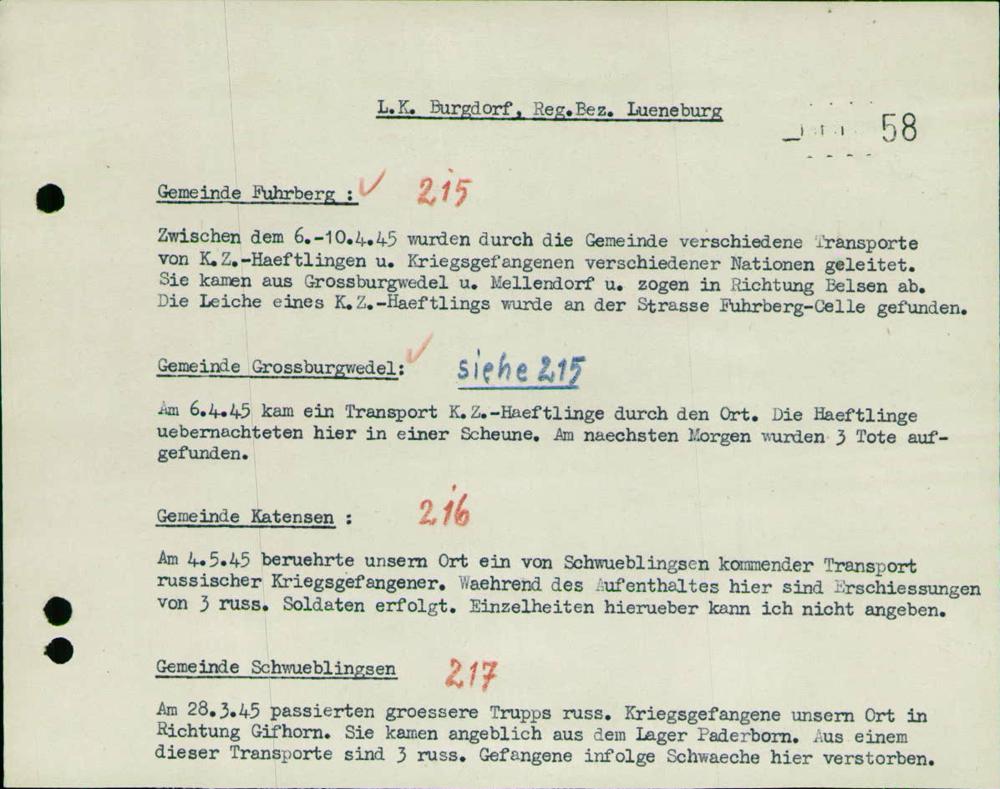 L.K. Burgdorf, Reg.Bez. Lueneburg
58
Gemeinde Fuhrberg : 215
Zwischen dem 6.-10.4.45 wurden durch die Gemeinde verschiedene Transporte
von K.Z.-Haeftlingen u. Kriegsgefangenen verschiedener Nationen geleitet.
Sie kamen aus Grossburgwedel u. Mellendorf u. zogen in Richtung Belsen ab.
Die Leiche eines K.Z.-Haeftlings wurde an der Strasse Fuhrberg-Celle gefunden.
Gemeinde Grossburgwedel: siehe 215
Am 6.4.45 kam ein Transport K.Z.-Haeftlinge durch den Ort. Die Haeftlinge
uebernachteten hier in einer Scheune. Am naechsten Morgen wurden 3 Tote auf-
gefunden.
Gemeinde Katensen : 216
Am 4.5.45 beruehrte unsern Ort ein von Schwueblingsen kommender Transport
russischer Kriegsgefangener. Waehrend des Aufenthaltes hier sind Erschiessungen
von 3 russ. Soldaten erfolgt. Einzelheiten hierueber kann ich nicht angeben.
Gemeinde Schwueblingsen 217
Am 28.3.45 passierten groessere Trupps russ. Kriegsgefangene unsern Ort in
Richtung Gifhorn. Sie kamen angeblich aus dem Lager Paderborn. Aus einem
dieser Transporte sind 3 russ. Gefangene infolge Schwaeche hier verstorben.